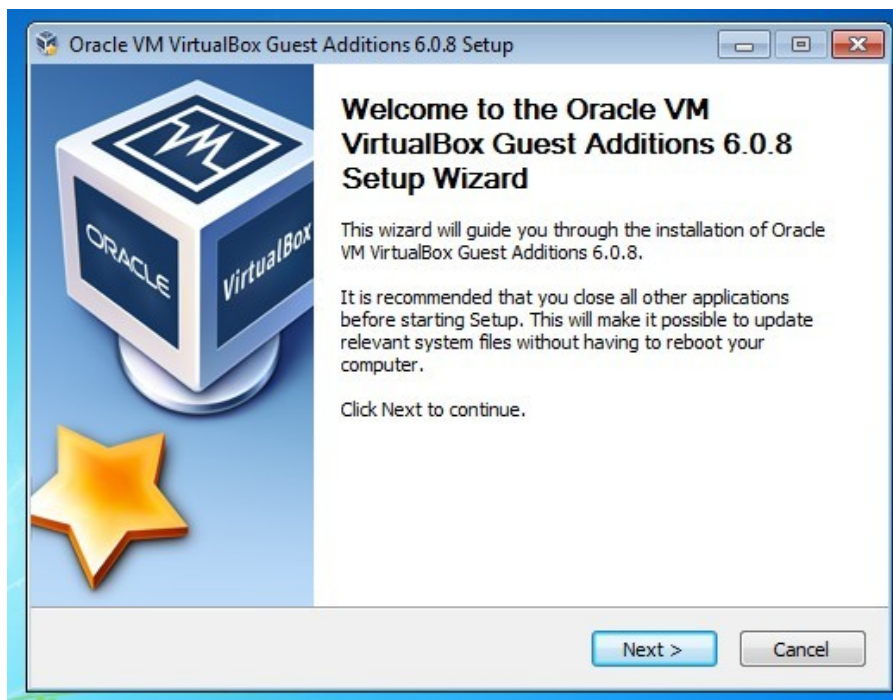 Oracle VM VirtualBox Guest Additions 6.0.8 Setup
ORACLE
VirtualBox
Welcome to the Oracle VM
VirtualBox Guest Additions 6.0.8
Setup Wizard
This wizard will guide you through the installation of Oracle
VM VirtualBox Guest Additions 6.0.8.
It is recommended that you close all other applications
before starting Setup. This will make it possible to update
relevant system files without having to reboot your
computer.
Click Next to continue.
Next >
Cancel